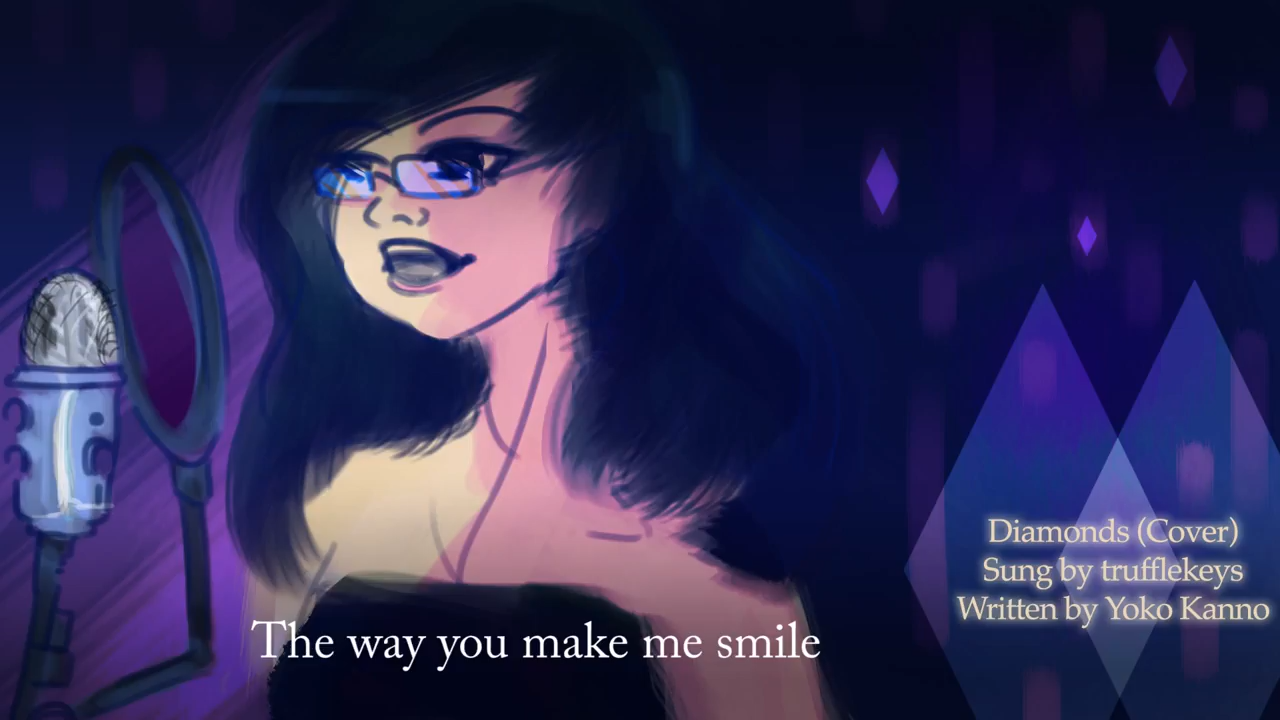 Diamonds (Cover)
Sung by trufflekeys
Written by Yoko Kanno
The way you make me smile